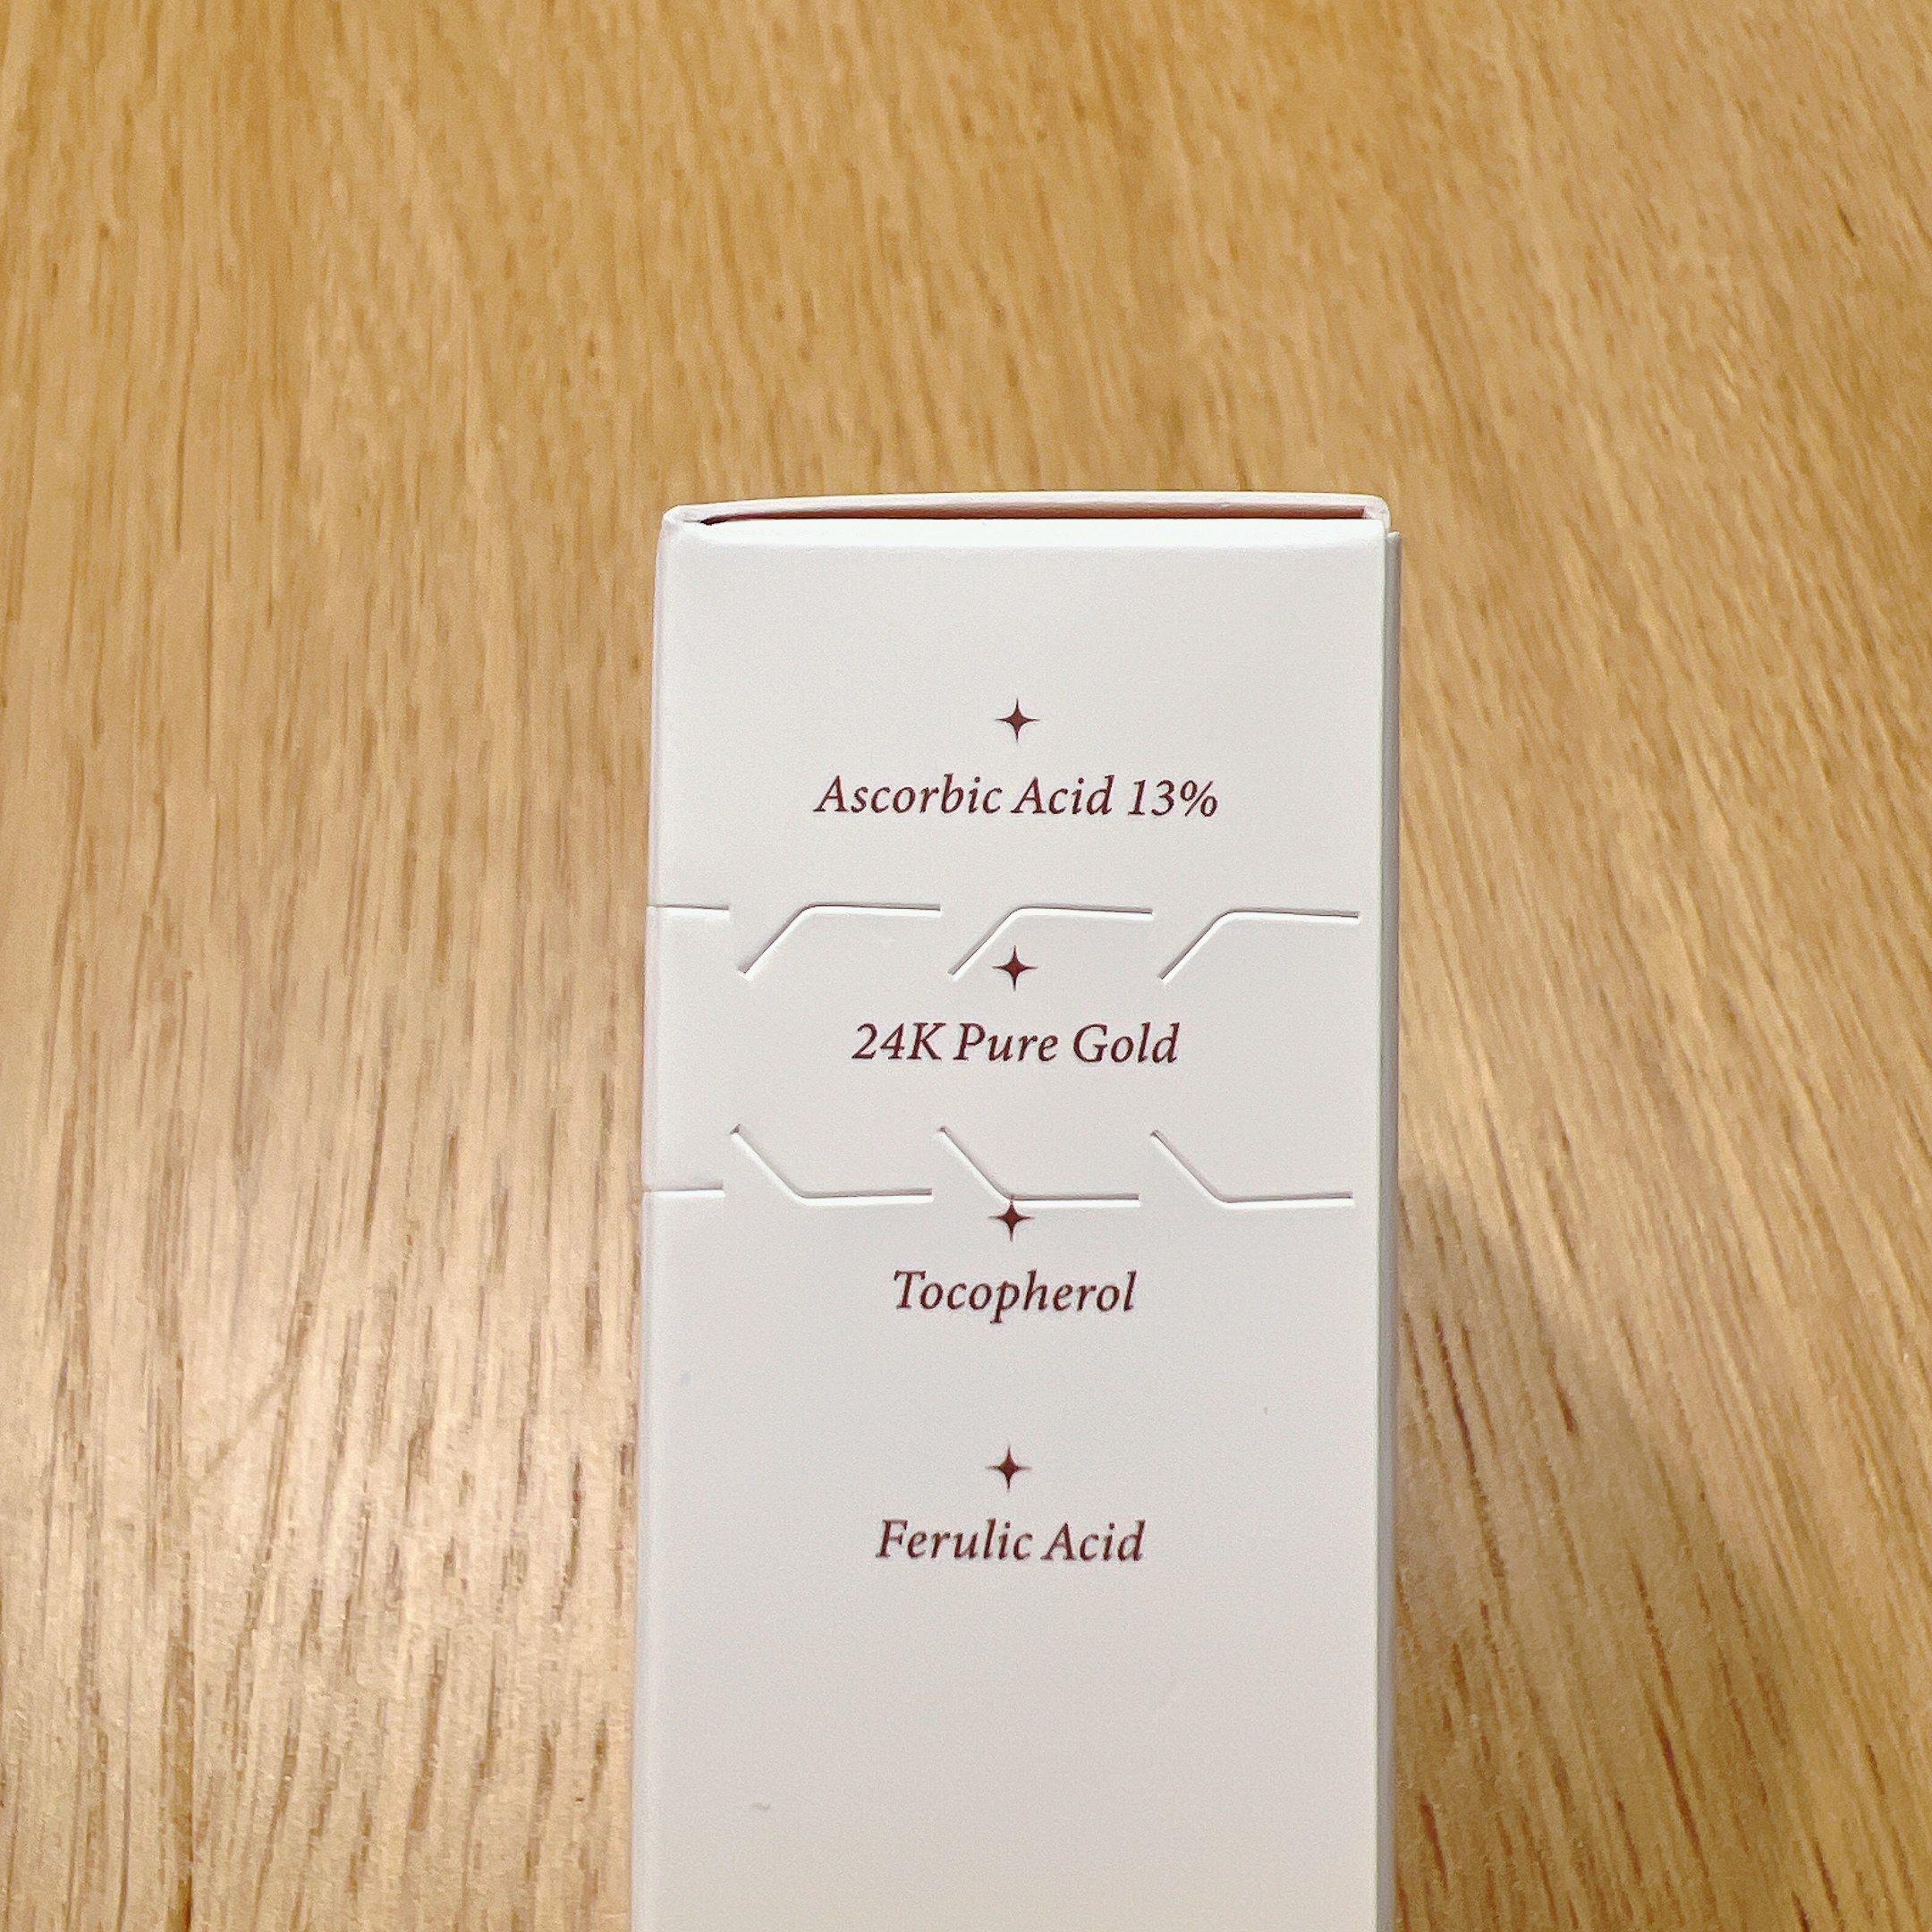 Ascorbic Acid 13%
24K Pure Gold
Tocopherol
Ferulic Acid